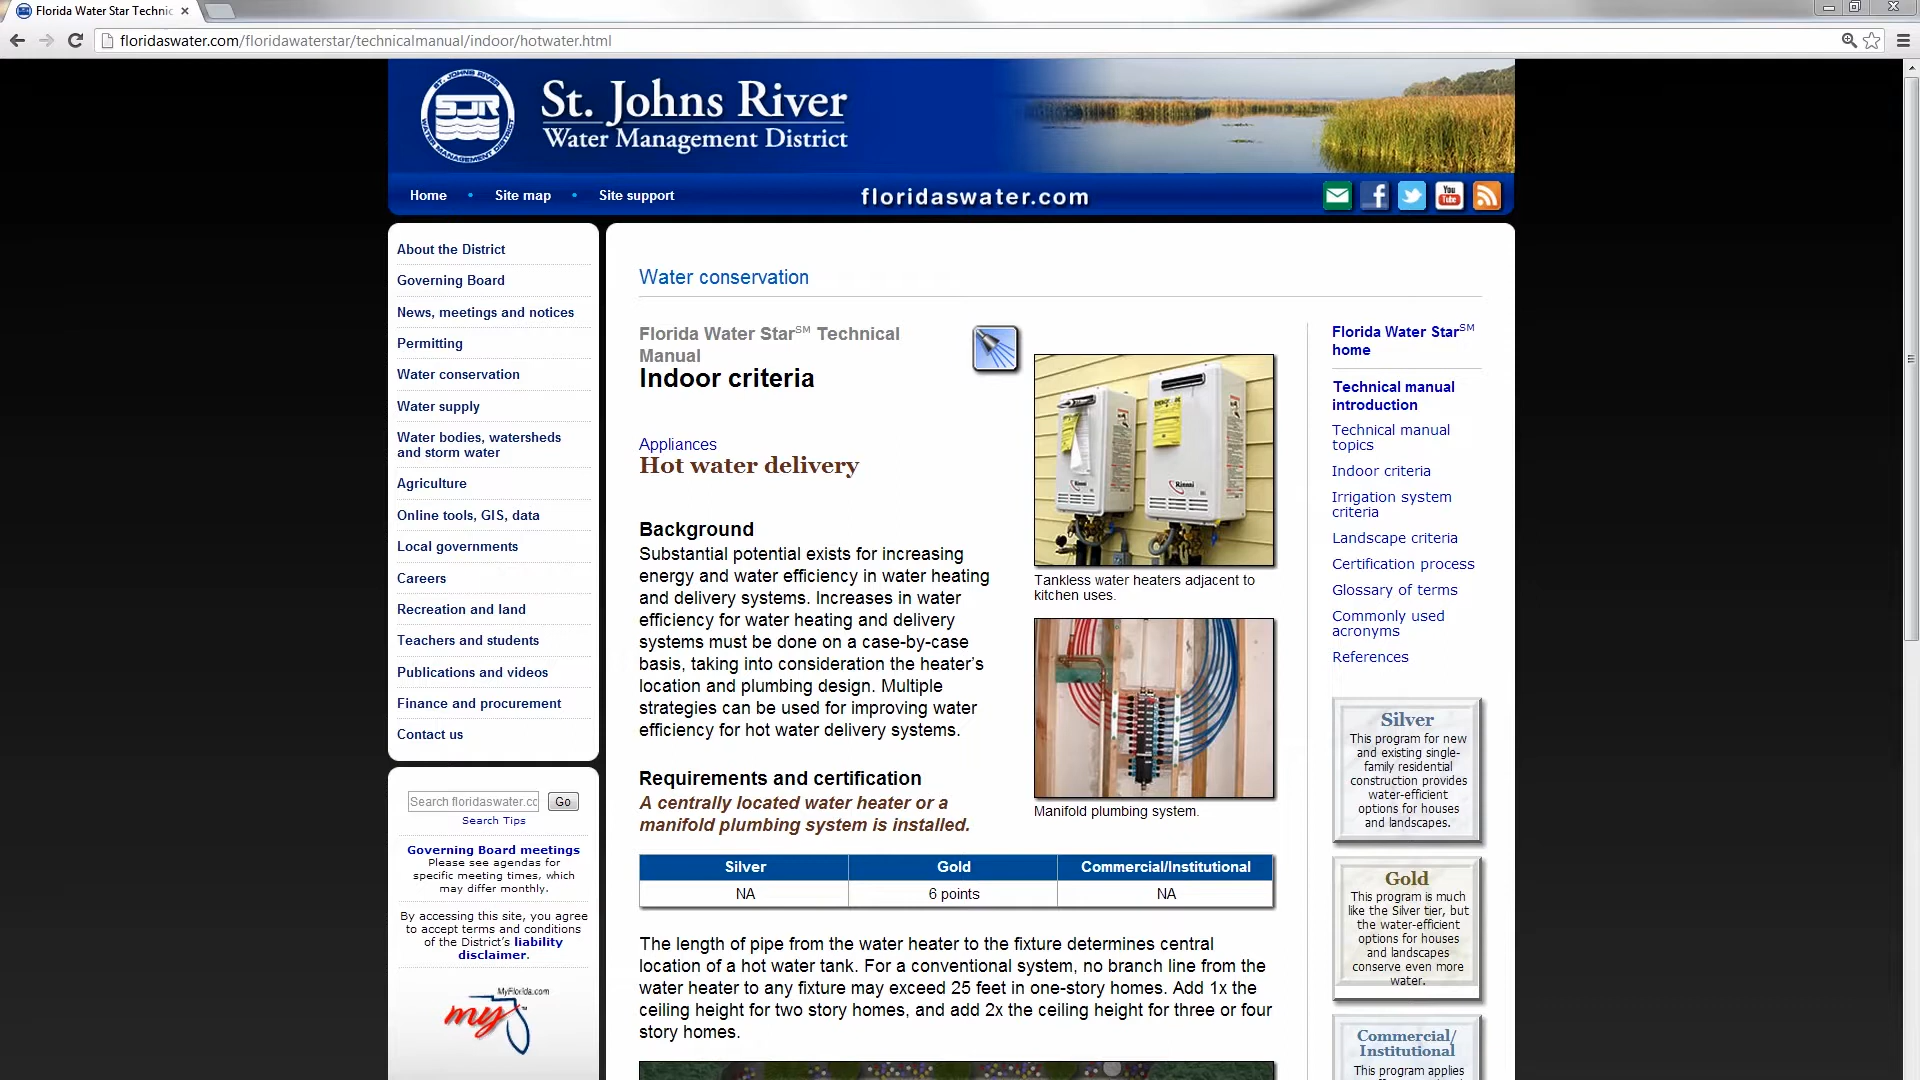 Florida Water Star Technic
floridaswater.com/floridawaterstar/technicalmanual/indoor/hotwater.html
ST. JOHNS RIVER
SJR
WATER MANAGEMENT DISTRICT
St. Johns River
Water Management District
Home • Site map • Site support
floridaswater.com
You
Tube
About the District
Governing Board
News, meetings and notices
Permitting
Water conservation
Water supply
Water bodies, watersheds
and storm water
Agriculture
Online tools, GIS, data
Local governments
Careers
Recreation and land
Teachers and students
Publications and videos
Finance and procurement
Contact us
Search floridaswater.cc
Go
Search Tips
Governing Board meetings
Please see agendas for
specific meeting times, which
may differ monthly.
By accessing this site, you agree
to accept terms and conditions
of the District's liability
disclaimer.
MyFlorida.com
my
Water conservation
Florida Water Star℠ Technical
Manual
Indoor criteria
Appliances
Hot water delivery
Background
Substantial potential exists for increasing
energy and water efficiency in water heating
and delivery systems. Increases in water
efficiency for water heating and delivery
systems must be done on a case-by-case
basis, taking into consideration the heater's
location and plumbing design. Multiple
strategies can be used for improving water
efficiency for hot water delivery systems.
Rinnai
Rinnai
Tankless water heaters adjacent to
kitchen uses.
Manifold plumbing system.
Requirements and certification
A centrally located water heater or a
manifold plumbing system is installed.
Silver Gold Commercial/Institutional
NA 6 points NA
The length of pipe from the water heater to the fixture determines central
location of a hot water tank. For a conventional system, no branch line from the
water heater to any fixture may exceed 25 feet in one-story homes. Add 1x the
ceiling height for two story homes, and add 2x the ceiling height for three or four
story homes.
Florida Water Star℠
home
Technical manual
introduction
Technical manual
topics
Indoor criteria
Irrigation system
criteria
Landscape criteria
Certification process
Glossary of terms
Commonly used
acronyms
References
Silver
This program for new
and existing single-
family residential
construction provides
water-efficient
options for houses
and landscapes.
Gold
This program is much
like the Silver tier, but
the water-efficient
options for houses
and landscapes
conserve even more
water.
Commercial/
Institutional
This program applies